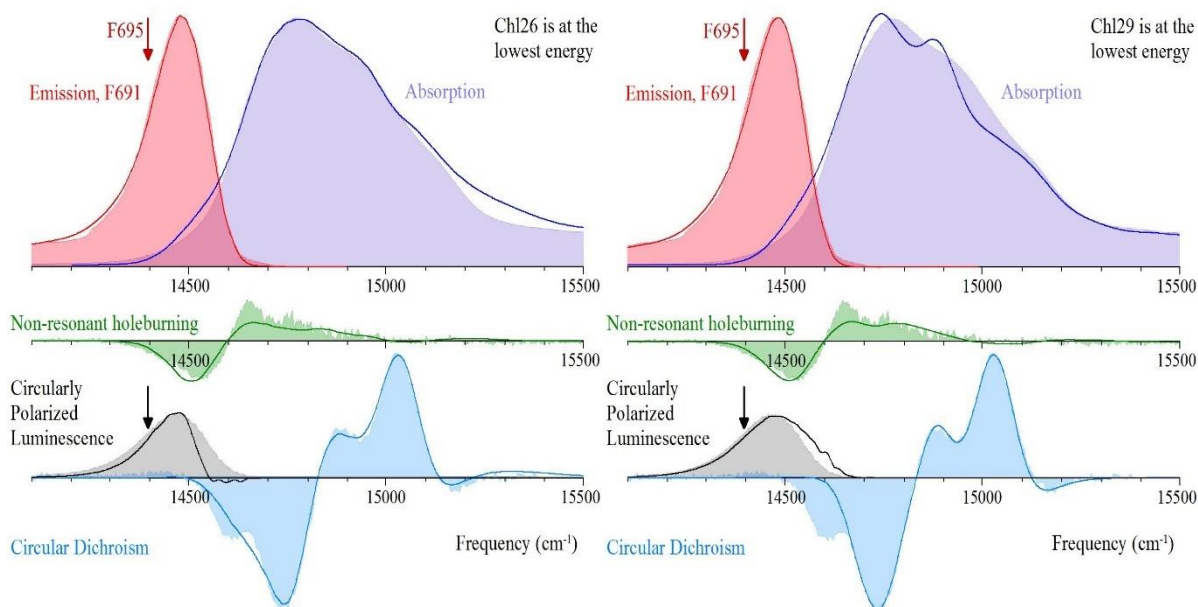 F695
Emission, F691
Chl26 is at the
lowest energy
Absorption
14500
15000
15500
Non-resonant holeburning
14500
15500
Circularly
Polarized
Luminescence
14500
15000
15500
Circular Dichroism
Frequency (cm⁻¹)
F695
Emission, F691
Chl29 is at the
lowest energy
Absorption
14500
15000
15500
Non-resonant holeburning
14500
15500
Circularly
Polarized
Luminescence
14500
15000
15500
Circular Dichroism
Frequency (cm⁻¹)